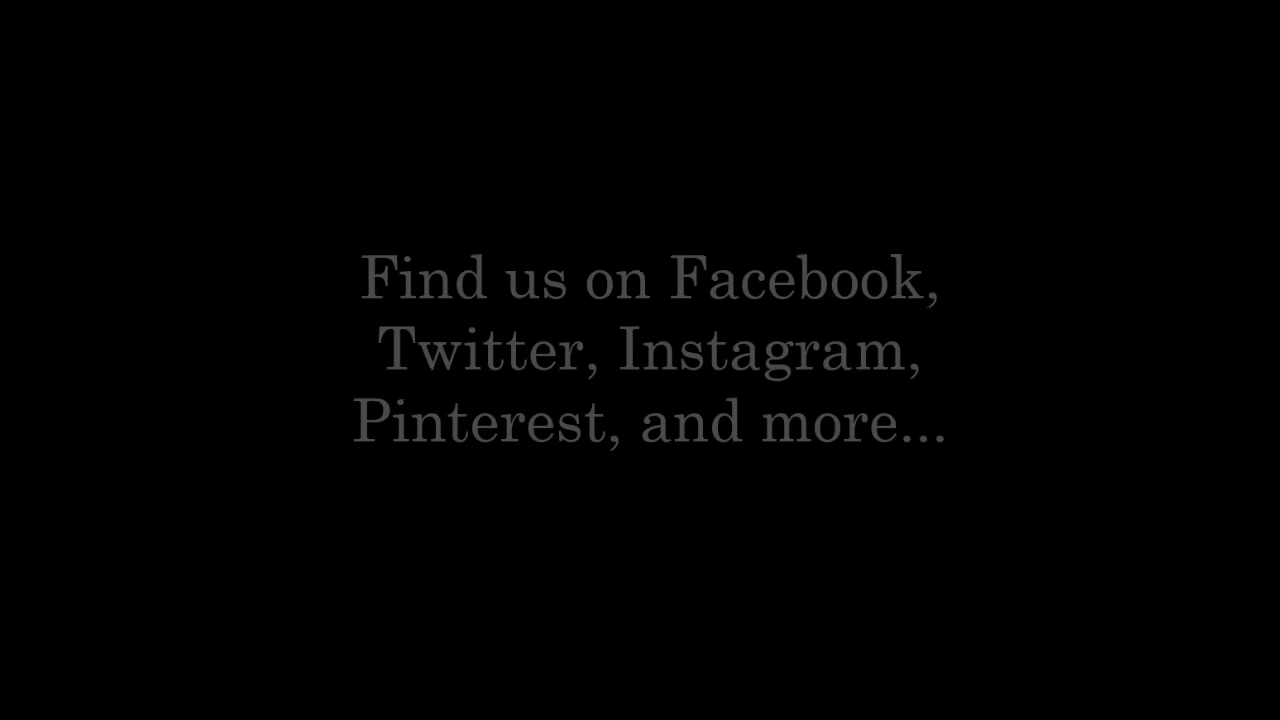 Find us on Facebook,
Twitter, Instagram,
Pinterest, and more...